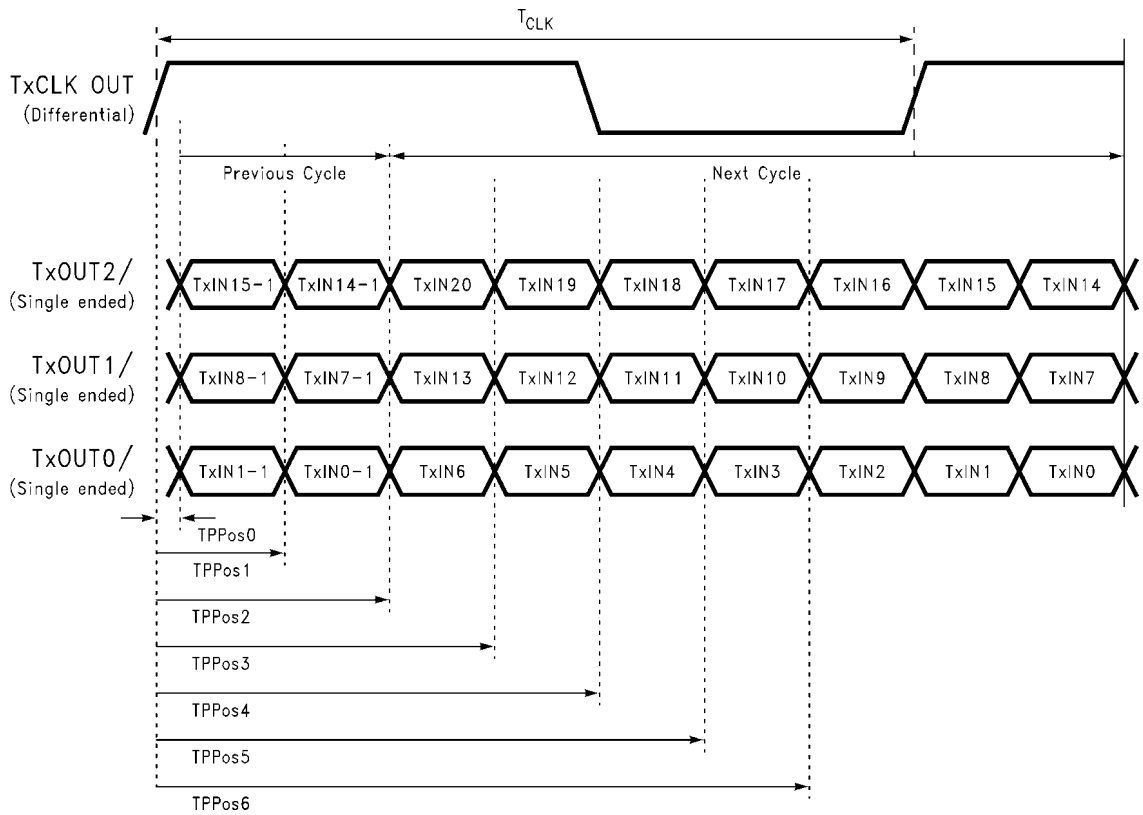 TCLK
TxCLK OUT
(Differential)
Previous Cycle
Next Cycle
TxOUT2/
(Single ended)
TxIN15-1 TxIN14-1 TxIN20 TxIN19 TxIN18 TxIN17 TxIN16 TxIN15 TxIN14
TxOUT1/
(Single ended)
TxIN8-1 TxIN7-1 TxIN13 TxIN12 TxIN11 TxIN10 TxIN9 TxIN8 TxIN7
TxOUT0/
(Single ended)
TxIN1-1 TxIN0-1 TxIN6 TxIN5 TxIN4 TxIN3 TxIN2 TxIN1 TxIN0
TPPos0
TPPos1
TPPos2
TPPos3
TPPos4
TPPos5
TPPos6